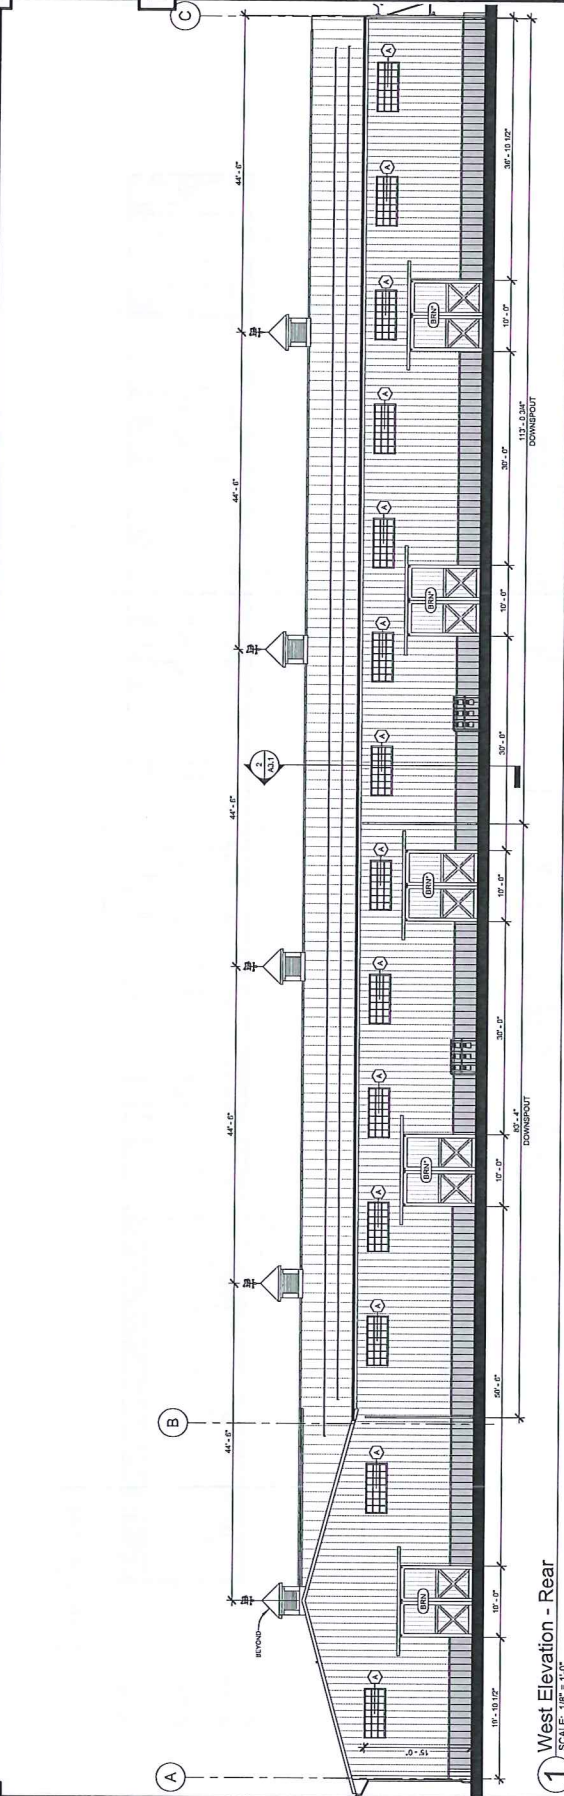 A
B
C
44' - 6"
44' - 6"
44' - 6"
44' - 6"
44' - 6"
BEYOND
2
A3.1
A
A
A
A
A
A
A
A
A
A
A
A
A
A
15' - 0"
BRN
BRN*
BRN*
BRN*
BRN*
19' - 10 1/2"
10' - 0"
50' - 6"
10' - 0"
30' - 0"
10' - 0"
30' - 0"
10' - 0"
30' - 0"
10' - 0"
36' - 10 1/2"
83' - 4"
DOWNSPOUT
113' - 0 3/4"
DOWNSPOUT
1
West Elevation - Rear
SCALE: 1/8" = 1'-0"